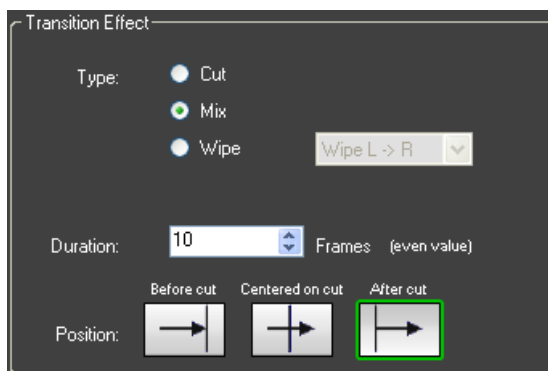 Transition Effect
Type:
Cut
Mix
Wipe
Wipe L -> R
Duration:
10
Frames (even value)
Before cut Centered on cut After cut
Position: